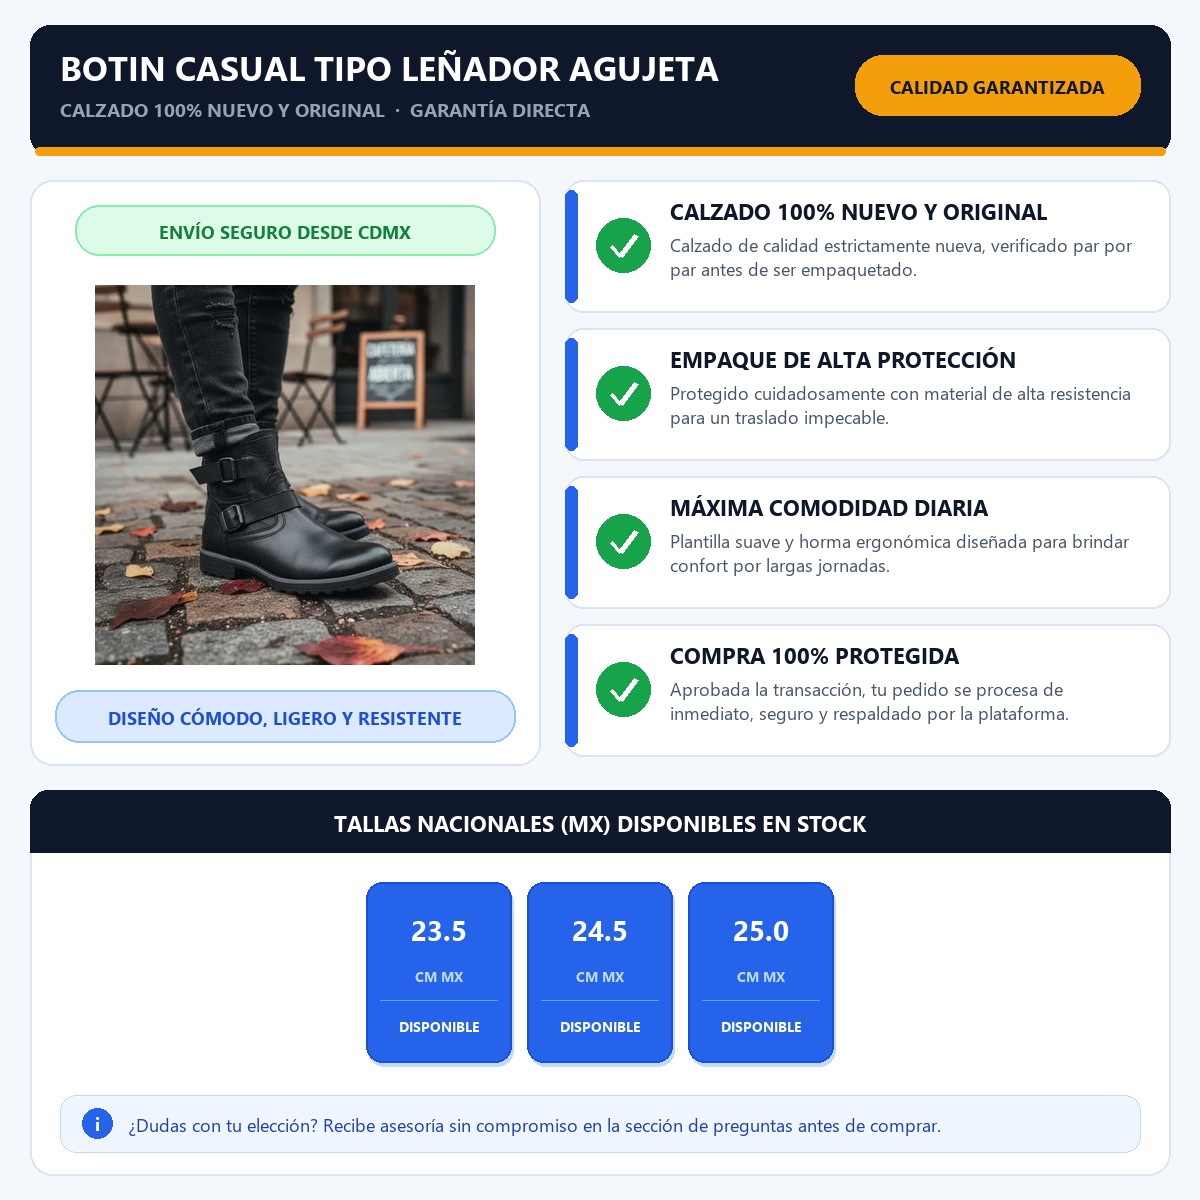 BOTIN CASUAL TIPO LEÑADOR AGUJETA
CALZADO 100% NUEVO Y ORIGINAL · GARANTÍA DIRECTA
CALIDAD GARANTIZADA
ENVÍO SEGURO DESDE CDMX
DISEÑO CÓMODO, LIGERO Y RESISTENTE
CALZADO 100% NUEVO Y ORIGINAL
Calzado de calidad estrictamente nueva, verificado par por
par antes de ser empaquetado.
EMPAQUE DE ALTA PROTECCIÓN
Protegido cuidadosamente con material de alta resistencia
para un traslado impecable.
MÁXIMA COMODIDAD DIARIA
Plantilla suave y horma ergonómica diseñada para brindar
confort por largas jornadas.
COMPRA 100% PROTEGIDA
Aprobada la transacción, tu pedido se procesa de
inmediato, seguro y respaldado por la plataforma.
TALLAS NACIONALES (MX) DISPONIBLES EN STOCK
23.5
CM MX
DISPONIBLE
24.5
CM MX
DISPONIBLE
25.0
CM MX
DISPONIBLE
i
¿Dudas con tu elección? Recibe asesoría sin compromiso en la sección de preguntas antes de comprar.